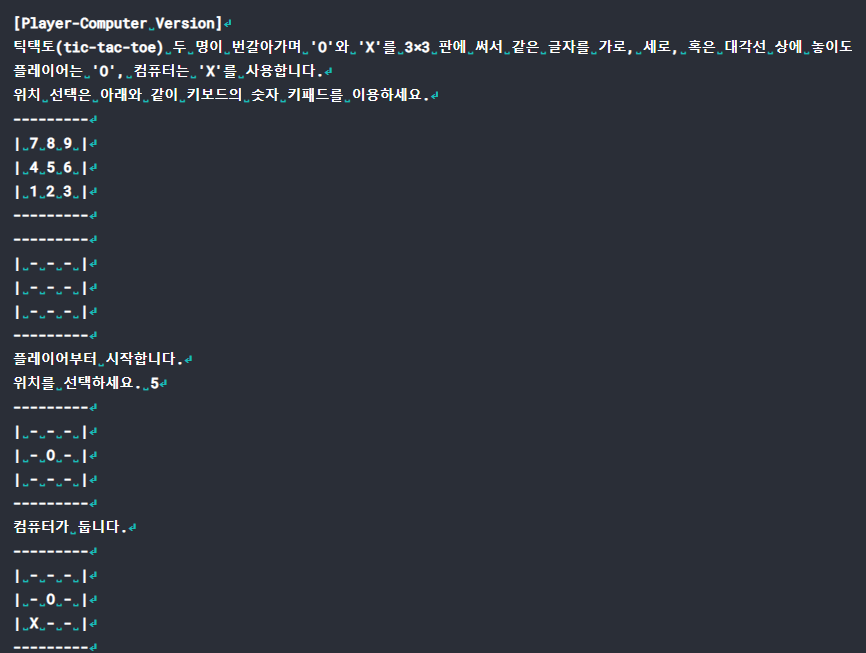 [Player-Computer Version]
틱택토(tic-tac-toe) 두 명이 번갈아가며 'O'와 'X'를 3×3 판에 써서 같은 글자를 가로, 세로, 혹은 대각선 상에 놓이도
플레이어는 'O', 컴퓨터는 'X'를 사용합니다.
위치 선택은 아래와 같이 키보드의 숫자 키패드를 이용하세요.
---------
| 7 8 9 |
| 4 5 6 |
| 1 2 3 |
---------
---------
| - - - |
| - - - |
| - - - |
---------
플레이어부터 시작합니다.
위치를 선택하세요. 5
---------
| - - - |
| - O - |
| - - - |
---------
컴퓨터가 둡니다.
---------
| - - - |
| - O - |
| X - - |
---------